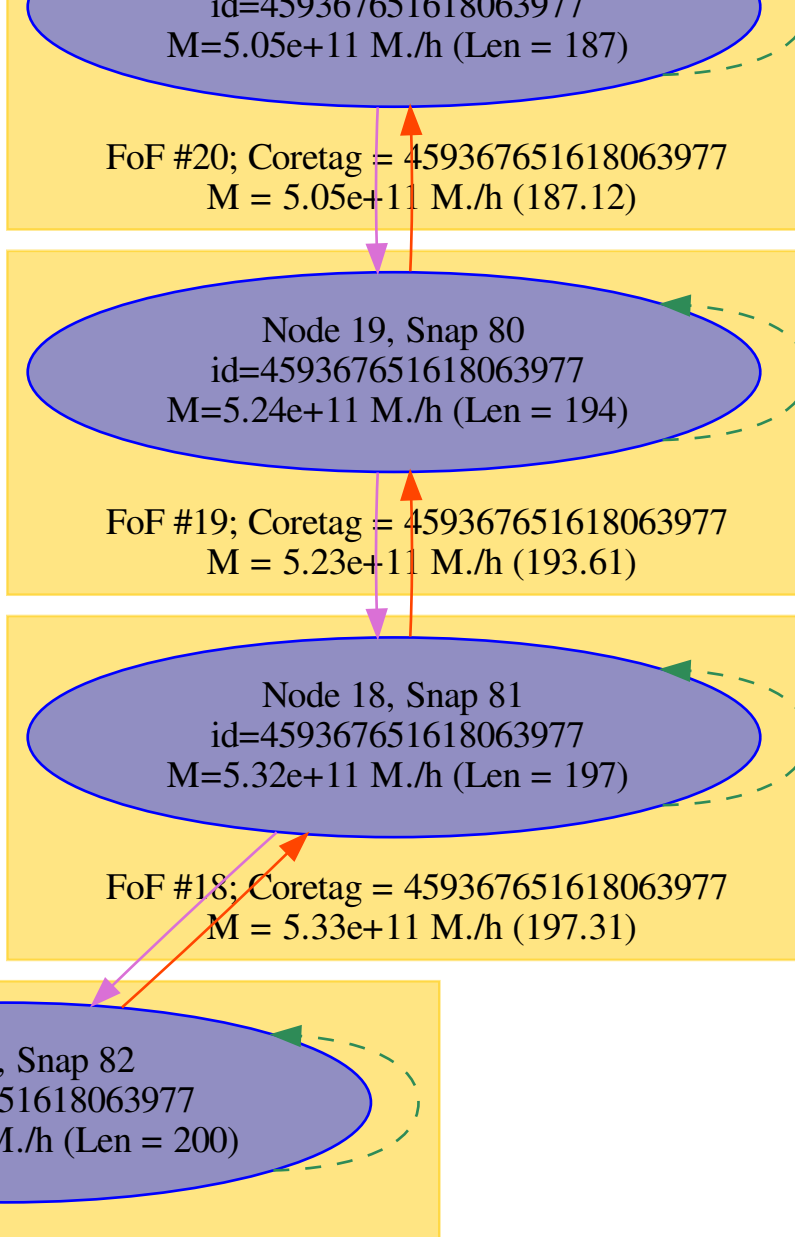 id=459367651618063977
M=5.05e+11 M./h (Len = 187)
FoF #20; Coretag = 459367651618063977
M = 5.05e+11 M./h (187.12)
Node 19, Snap 80
id=459367651618063977
M=5.24e+11 M./h (Len = 194)
FoF #19; Coretag = 459367651618063977
M = 5.23e+11 M./h (193.61)
Node 18, Snap 81
id=459367651618063977
M=5.32e+11 M./h (Len = 197)
FoF #18; Coretag = 459367651618063977
M = 5.33e+11 M./h (197.31)
, Snap 82
51618063977
M./h (Len = 200)